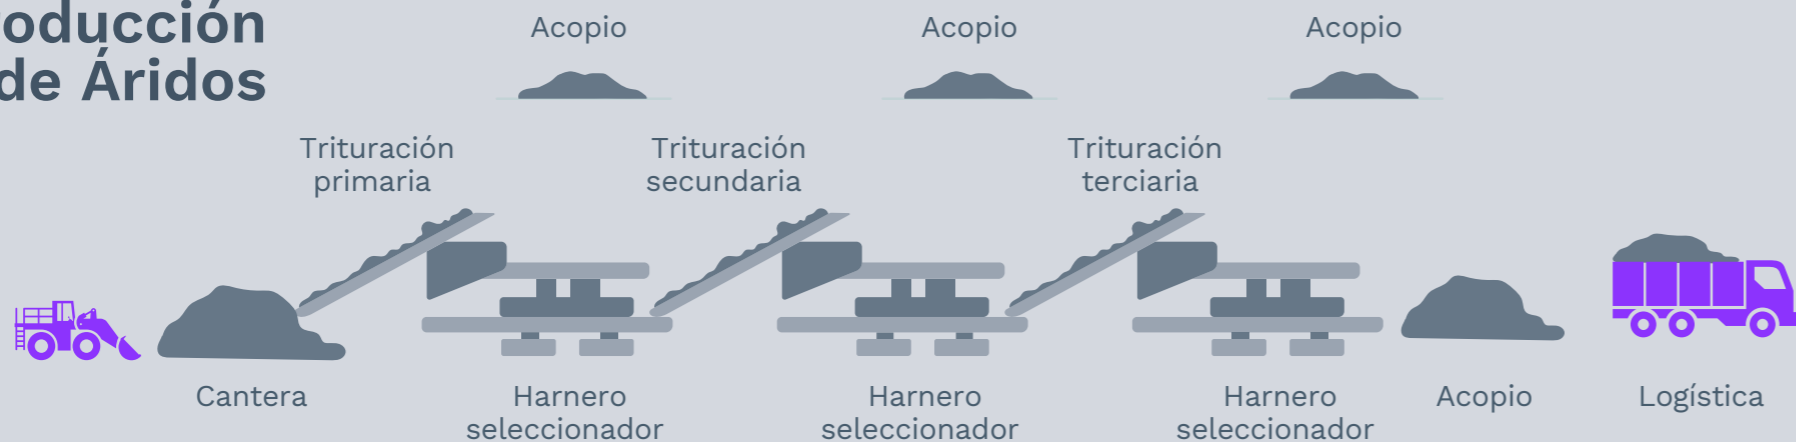 oducción
de Áridos
Acopio
Acopio
Acopio
Trituración
primaria
Trituración
secundaria
Trituración
terciaria
Cantera
Harnero
seleccionador
Harnero
seleccionador
Harnero
seleccionador
Acopio
Logística